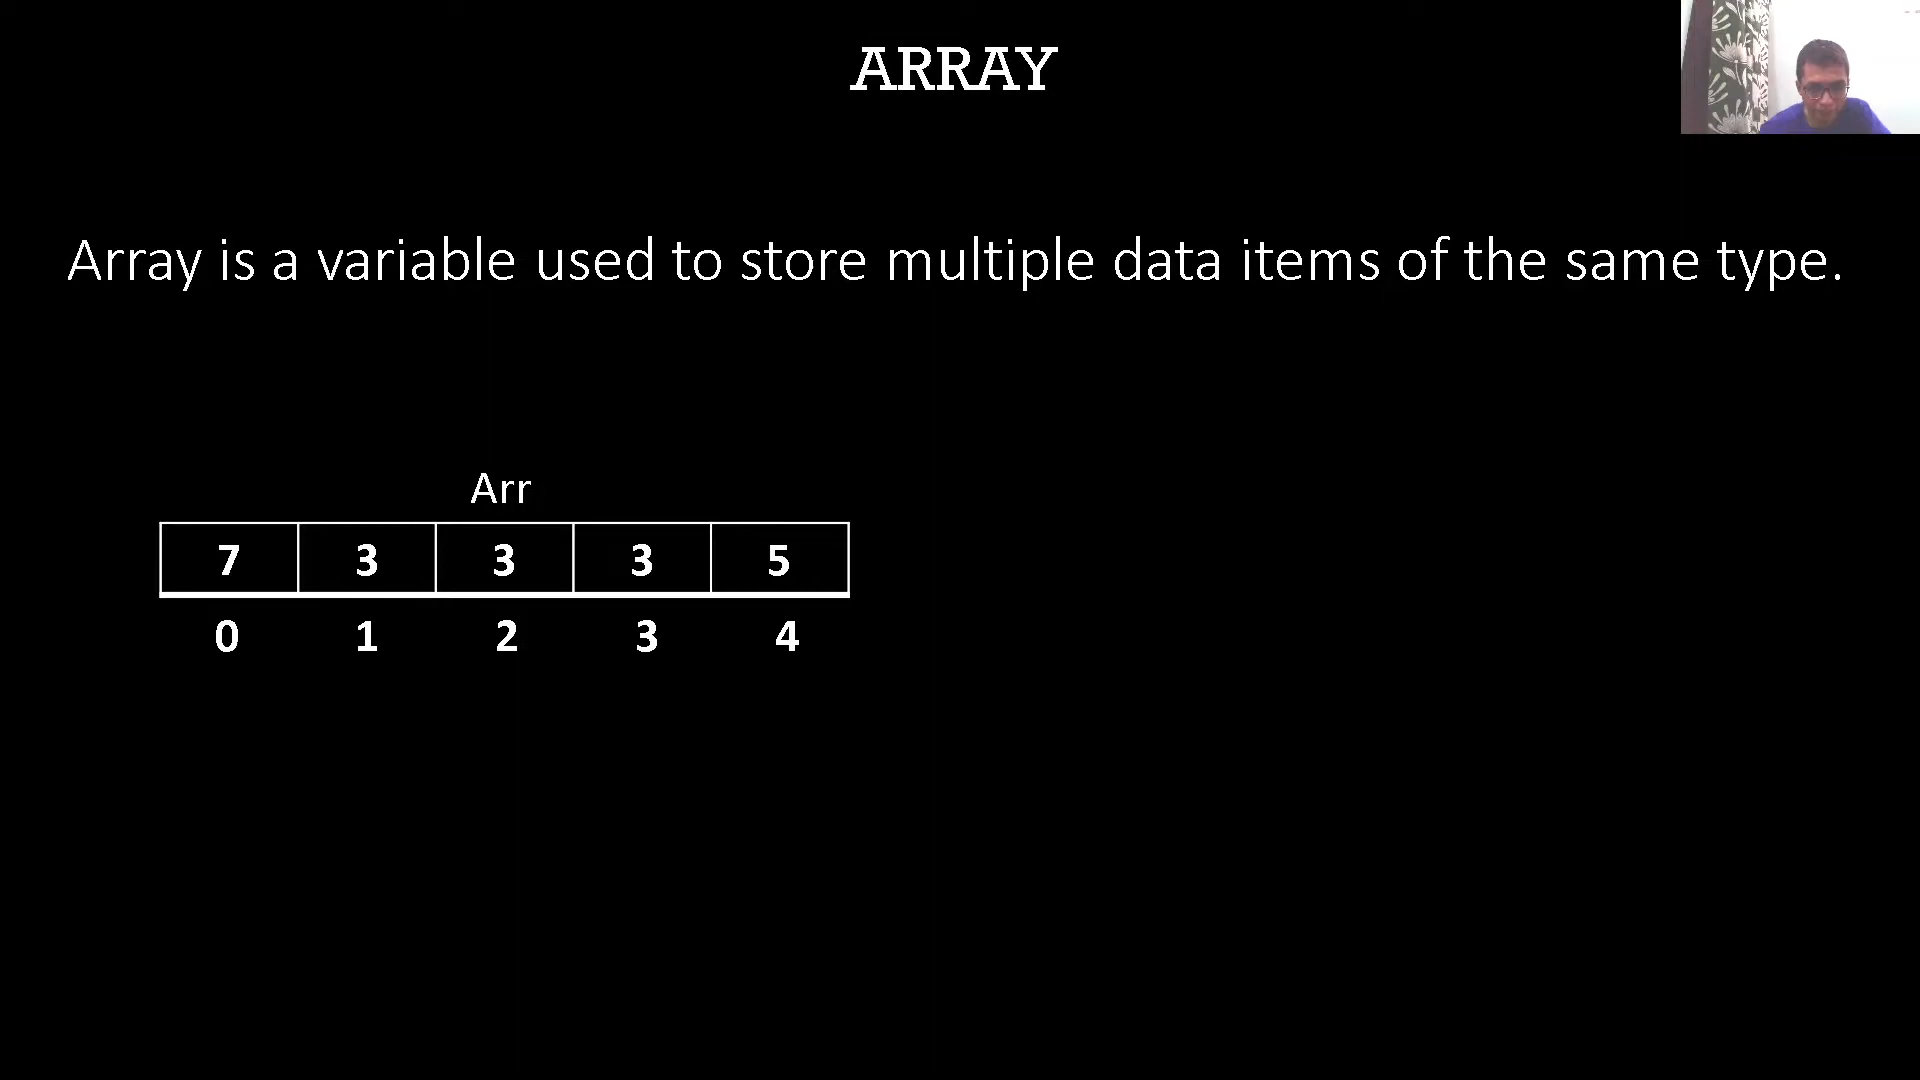 ARRAY
Array is a variable used to store multiple data items of the same type.
Arr
7 3 3 3 5
0 1 2 3 4